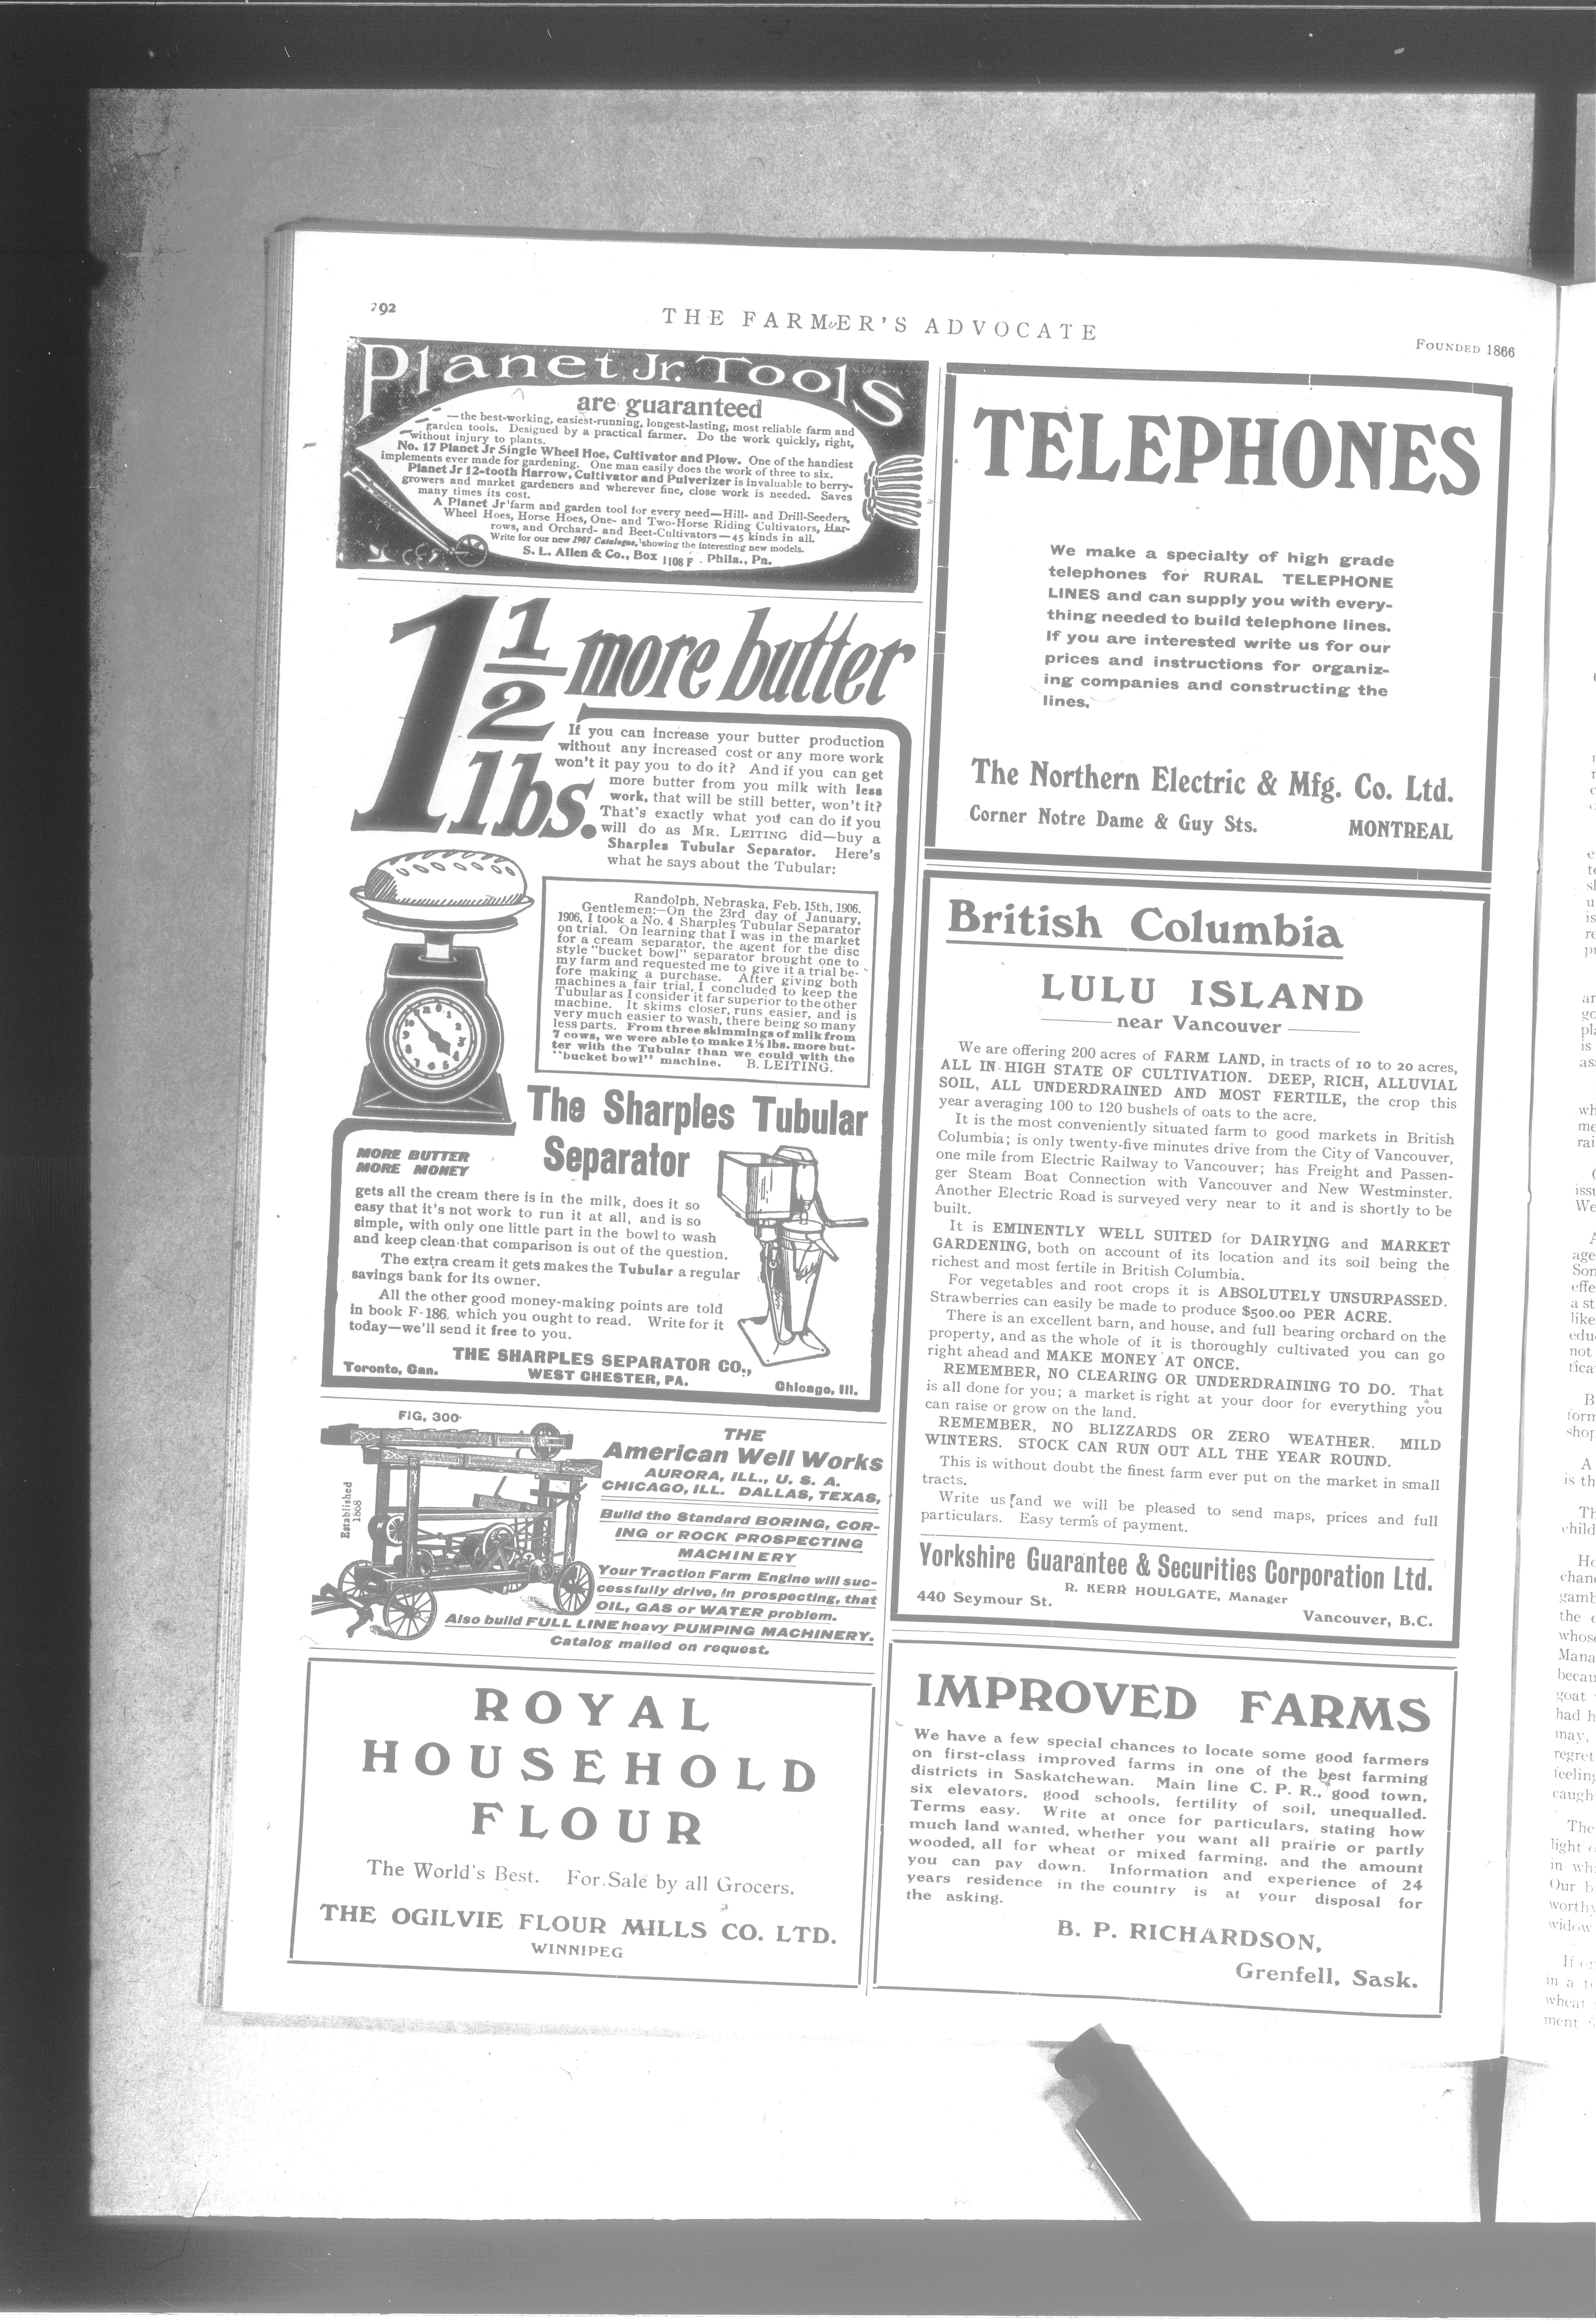 792
THE FARMER'S ADVOCATE
FOUNDED 1866
Planet Jr. Tools
are guaranteed
—the best-working, easiest-running, longest-lasting, most reliable farm and
garden tools. Designed by a practical farmer. Do the work quickly, right,
without injury to plants.
No. 17 Planet Jr Single Wheel Hoe, Cultivator and Plow. One of the handiest
implements ever made for gardening. One man easily does the work of three to six.
Planet Jr 12-tooth Harrow, Cultivator and Pulverizer is invaluable to berry-
growers and market gardeners and wherever fine, close work is needed. Saves
many times its cost.
A Planet Jr farm and garden tool for every need—Hill- and Drill-Seeders,
Wheel Hoes, Horse Hoes, One- and Two-Horse Riding Cultivators, Har-
rows, and Orchard- and Beet-Cultivators—45 kinds in all.
Write for our new 1907 Catalogue, showing the interesting new models.
S. L. Allen & Co., Box 1108 F . Phila., Pa.
1 1/2 lbs. more butter
If you can increase your butter production
without any increased cost or any more work
won't it pay you to do it? And if you can get
more butter from you milk with less
work, that will be still better, won't it?
That's exactly what you can do if you
will do as MR. LEITING did—buy a
Sharples Tubular Separator. Here's
what he says about the Tubular:
Randolph, Nebraska, Feb. 15th, 1906.
Gentlemen:—On the 23rd day of January,
1906, I took a No. 4 Sharples Tubular Separator
on trial. On learning that I was in the market
for a cream separator, the agent for the disc
style "bucket bowl" separator brought one to
my farm and requested me to give it a trial be-
fore making a purchase. After giving both
machines a fair trial, I concluded to keep the
Tubular as I consider it far superior to the other
machine. It skims closer, runs easier, and is
very much easier to wash, there being so many
less parts. From three skimmings of milk from
7 cows, we were able to make 1½ lbs. more but-
ter with the Tubular than we could with the
"bucket bowl" machine. B. LEITING.
The Sharples Tubular
Separator
MORE BUTTER
MORE MONEY
gets all the cream there is in the milk, does it so
easy that it's not work to run it at all, and is so
simple, with only one little part in the bowl to wash
and keep clean that comparison is out of the question.
The extra cream it gets makes the Tubular a regular
savings bank for its owner.
All the other good money-making points are told
in book F-186, which you ought to read. Write for it
today—we'll send it free to you.
THE SHARPLES SEPARATOR CO.,
WEST CHESTER, PA.
Toronto, Can.
Chicago, Ill.
FIG. 300
Established
1868
THE
American Well Works
AURORA, ILL., U. S. A.
CHICAGO, ILL. DALLAS, TEXAS,
Build the Standard BORING, COR-
ING or ROCK PROSPECTING
MACHINERY
Your Traction Farm Engine will suc-
cessfully drive, in prospecting, that
OIL, GAS or WATER problem.
Also build FULL LINE heavy PUMPING MACHINERY.
Catalog mailed on request.
ROYAL
HOUSEHOLD
FLOUR
The World's Best. For Sale by all Grocers.
THE OGILVIE FLOUR MILLS CO. LTD.
WINNIPEG
TELEPHONES
We make a specialty of high grade
telephones for RURAL TELEPHONE
LINES and can supply you with every-
thing needed to build telephone lines.
If you are interested write us for our
prices and instructions for organiz-
ing companies and constructing the
lines.
The Northern Electric & Mfg. Co. Ltd.
Corner Notre Dame & Guy Sts. MONTREAL
British Columbia
LULU ISLAND
near Vancouver
We are offering 200 acres of FARM LAND, in tracts of 10 to 20 acres,
ALL IN HIGH STATE OF CULTIVATION. DEEP, RICH, ALLUVIAL
SOIL, ALL UNDERDRAINED AND MOST FERTILE, the crop this
year averaging 100 to 120 bushels of oats to the acre.
It is the most conveniently situated farm to good markets in British
Columbia; is only twenty-five minutes drive from the City of Vancouver,
one mile from Electric Railway to Vancouver; has Freight and Passen-
ger Steam Boat Connection with Vancouver and New Westminster.
Another Electric Road is surveyed very near to it and is shortly to be
built.
It is EMINENTLY WELL SUITED for DAIRYING and MARKET
GARDENING, both on account of its location and its soil being the
richest and most fertile in British Columbia.
For vegetables and root crops it is ABSOLUTELY UNSURPASSED.
Strawberries can easily be made to produce $500.00 PER ACRE.
There is an excellent barn, and house, and full bearing orchard on the
property, and as the whole of it is thoroughly cultivated you can go
right ahead and MAKE MONEY AT ONCE.
REMEMBER, NO CLEARING OR UNDERDRAINING TO DO. That
is all done for you; a market is right at your door for everything you
can raise or grow on the land.
REMEMBER, NO BLIZZARDS OR ZERO WEATHER. MILD
WINTERS. STOCK CAN RUN OUT ALL THE YEAR ROUND.
This is without doubt the finest farm ever put on the market in small
tracts.
Write us and we will be pleased to send maps, prices and full
particulars. Easy terms of payment.
Yorkshire Guarantee & Securities Corporation Ltd.
R. KERR HOULGATE, Manager
440 Seymour St.
Vancouver, B.C.
IMPROVED FARMS
We have a few special chances to locate some good farmers
on first-class improved farms in one of the best farming
districts in Saskatchewan. Main line C. P. R., good town,
six elevators, good schools, fertility of soil, unequalled.
Terms easy. Write at once for particulars, stating how
much land wanted, whether you want all prairie or partly
wooded, all for wheat or mixed farming, and the amount
you can pay down. Information and experience of 24
years residence in the country is at your disposal for
the asking.
B. P. RICHARDSON,
Grenfell, Sask.